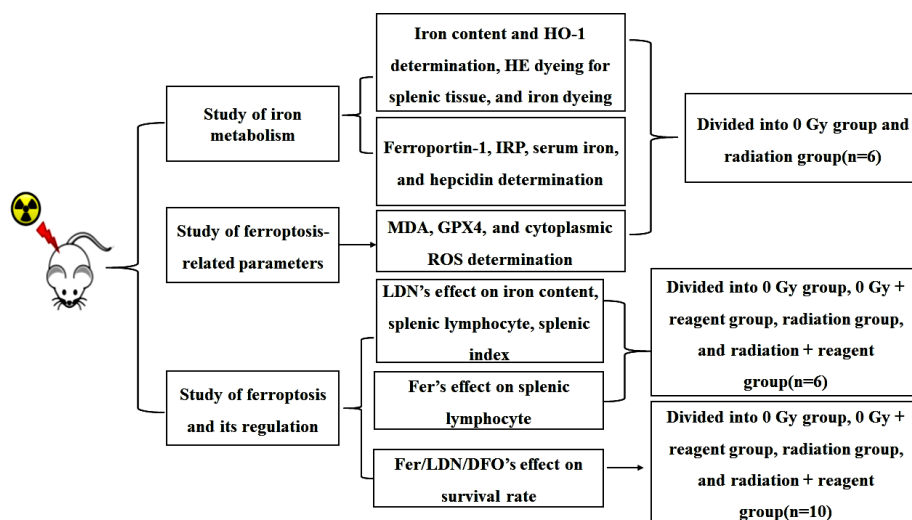 Iron content and HO-1
determination, HE dyeing for
splenic tissue, and iron dyeing
Study of iron
metabolism
Ferroportin-1, IRP, serum iron,
and hepcidin determination
Divided into 0 Gy group and
radiation group(n=6)
Study of ferroptosis-
related parameters
MDA, GPX4, and cytoplasmic
ROS determination
LDN's effect on iron content,
splenic lymphocyte, splenic
index
Divided into 0 Gy group, 0 Gy +
reagent group, radiation group,
and radiation + reagent
group(n=6)
Study of ferroptosis
and its regulation
Fer's effect on splenic
lymphocyte
Fer/LDN/DFO's effect on
survival rate
Divided into 0 Gy group, 0 Gy +
reagent group, radiation group,
and radiation + reagent
group(n=10)